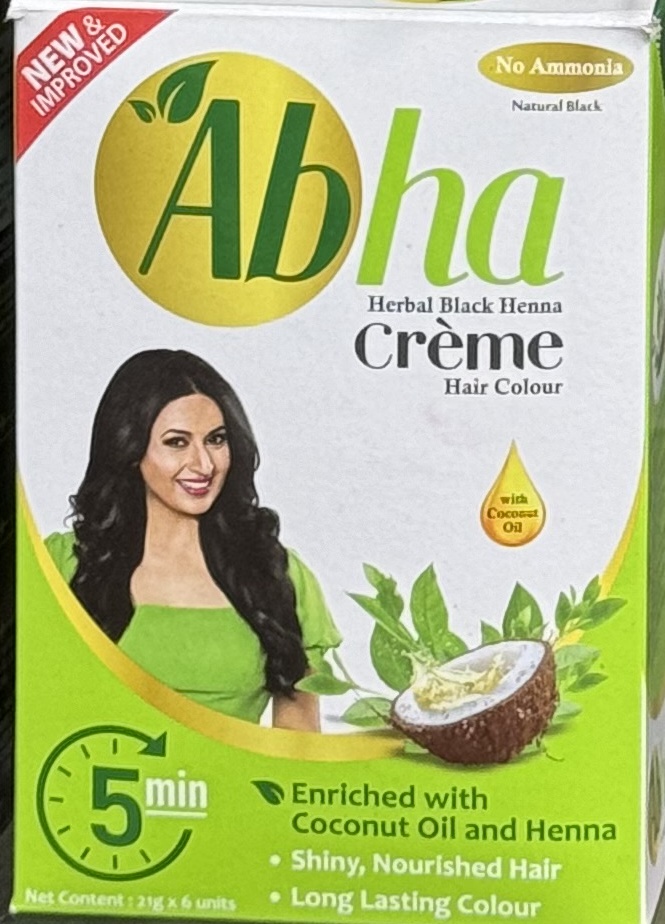 NEW &
IMPROVED
No Ammonia
Natural Black
Abha
Herbal Black Henna
Crème
Hair Colour
with
Coconut
Oil
5 min
Enriched with
Coconut Oil and Henna
• Shiny, Nourished Hair
• Long Lasting Colour
Net Content : 21g x 6 units